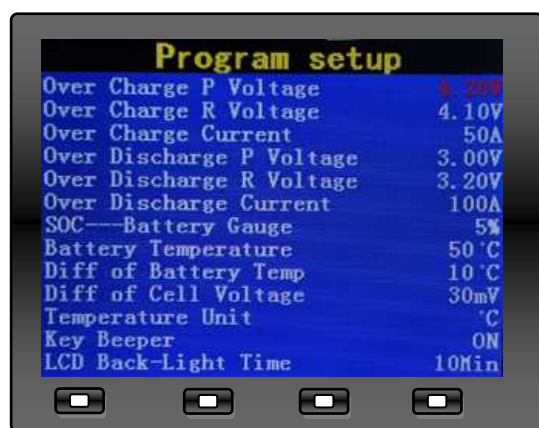 Program setup
Over Charge P Voltage 4.20V
Over Charge R Voltage 4.10V
Over Charge Current 50A
Over Discharge P Voltage 3.00V
Over Discharge R Voltage 3.20V
Over Discharge Current 100A
SOC---Battery Gauge 5%
Battery Temperature 50℃
Diff of Battery Temp 10℃
Diff of Cell Voltage 30mV
Temperature Unit ℃
Key Beeper ON
LCD Back-Light Time 10Min